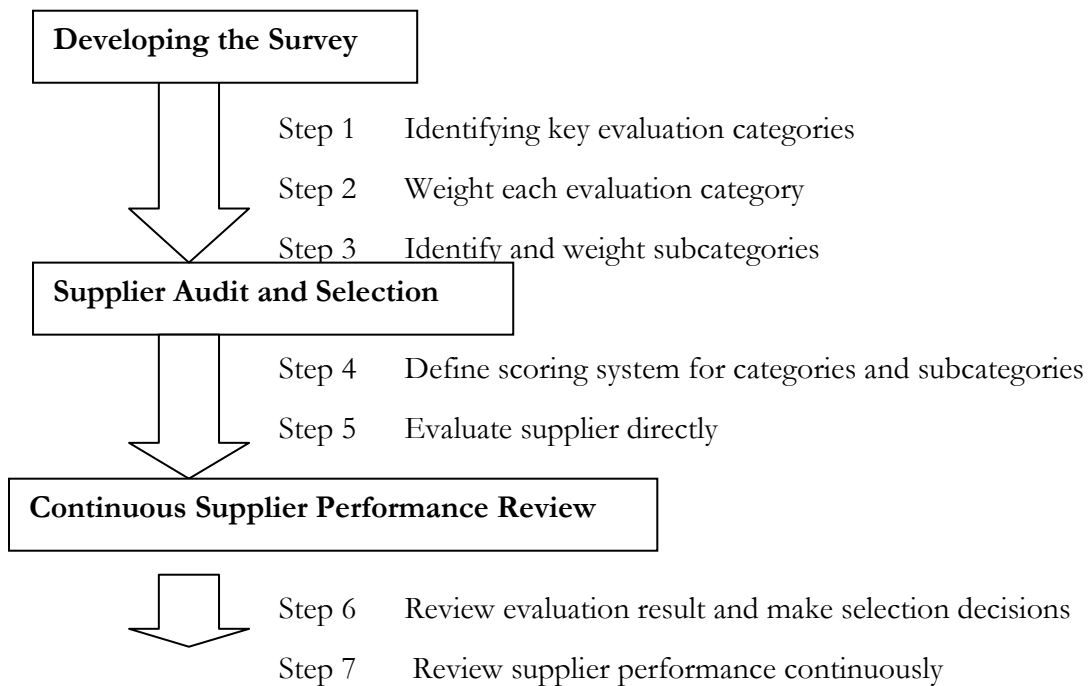 Developing the Survey
Step 1 Identifying key evaluation categories
Step 2 Weight each evaluation category
Step 3 Identify and weight subcategories
Supplier Audit and Selection
Step 4 Define scoring system for categories and subcategories
Step 5 Evaluate supplier directly
Continuous Supplier Performance Review
Step 6 Review evaluation result and make selection decisions
Step 7 Review supplier performance continuously